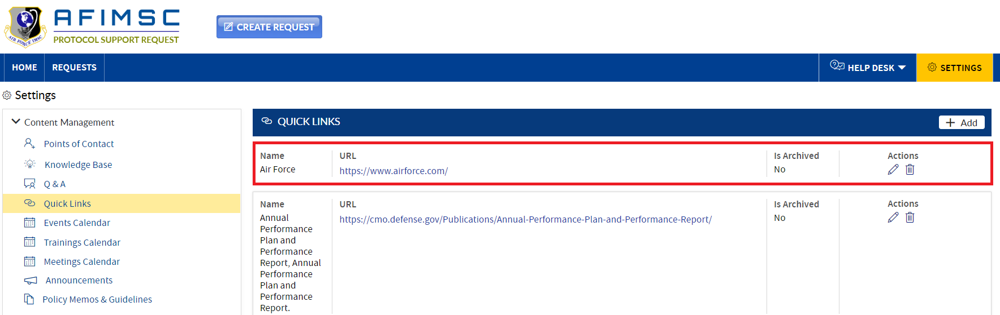 AFIMSC
AIR FORCE IMSC
PROTOCOL SUPPORT REQUEST
CREATE REQUEST
HOME
REQUESTS
HELP DESK
SETTINGS
Settings
Content Management
Points of Contact
Knowledge Base
Q & A
Quick Links
Events Calendar
Trainings Calendar
Meetings Calendar
Announcements
Policy Memos & Guidelines
QUICK LINKS
+ Add
Name URL Is Archived Actions
Air Force https://www.airforce.com/ No
Name URL Is Archived Actions
Annual https://cmo.defense.gov/Publications/Annual-Performance-Plan-and-Performance-Report/ No
Performance
Plan and
Performance
Report, Annual
Performance
Plan and
Performance
Report.